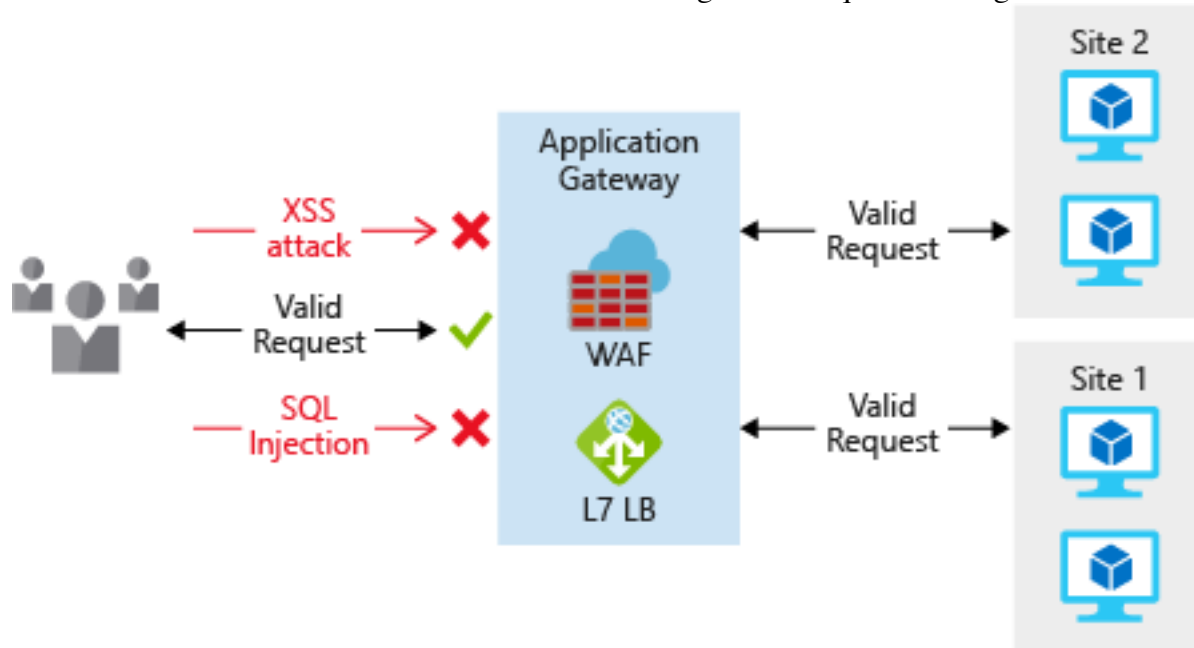 Site 2
Application
Gateway
XSS
attack
Valid
Request
Valid
Request
WAF
Site 1
SQL
Injection
Valid
Request
L7 LB